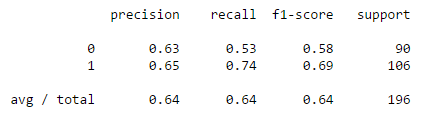 precision recall f1-score support
0 0.63 0.53 0.58 90
1 0.65 0.74 0.69 106
avg / total 0.64 0.64 0.64 196